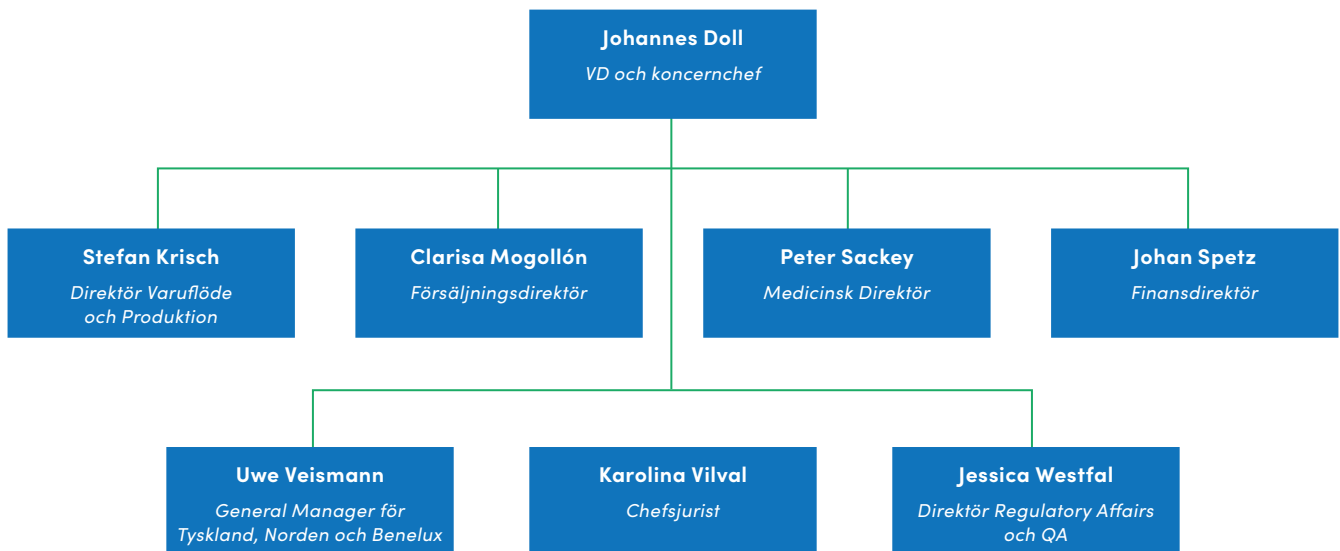 Johannes Doll
VD och koncernchef
Stefan Krisch
Direktör Varuflöde
och Produktion
Clarisa Mogollón
Försäljningsdirektör
Peter Sackey
Medicinsk Direktör
Johan Spetz
Finansdirektör
Uwe Veismann
General Manager för
Tyskland, Norden och Benelux
Karolina Vilval
Chefsjurist
Jessica Westfal
Direktör Regulatory Affairs
och QA